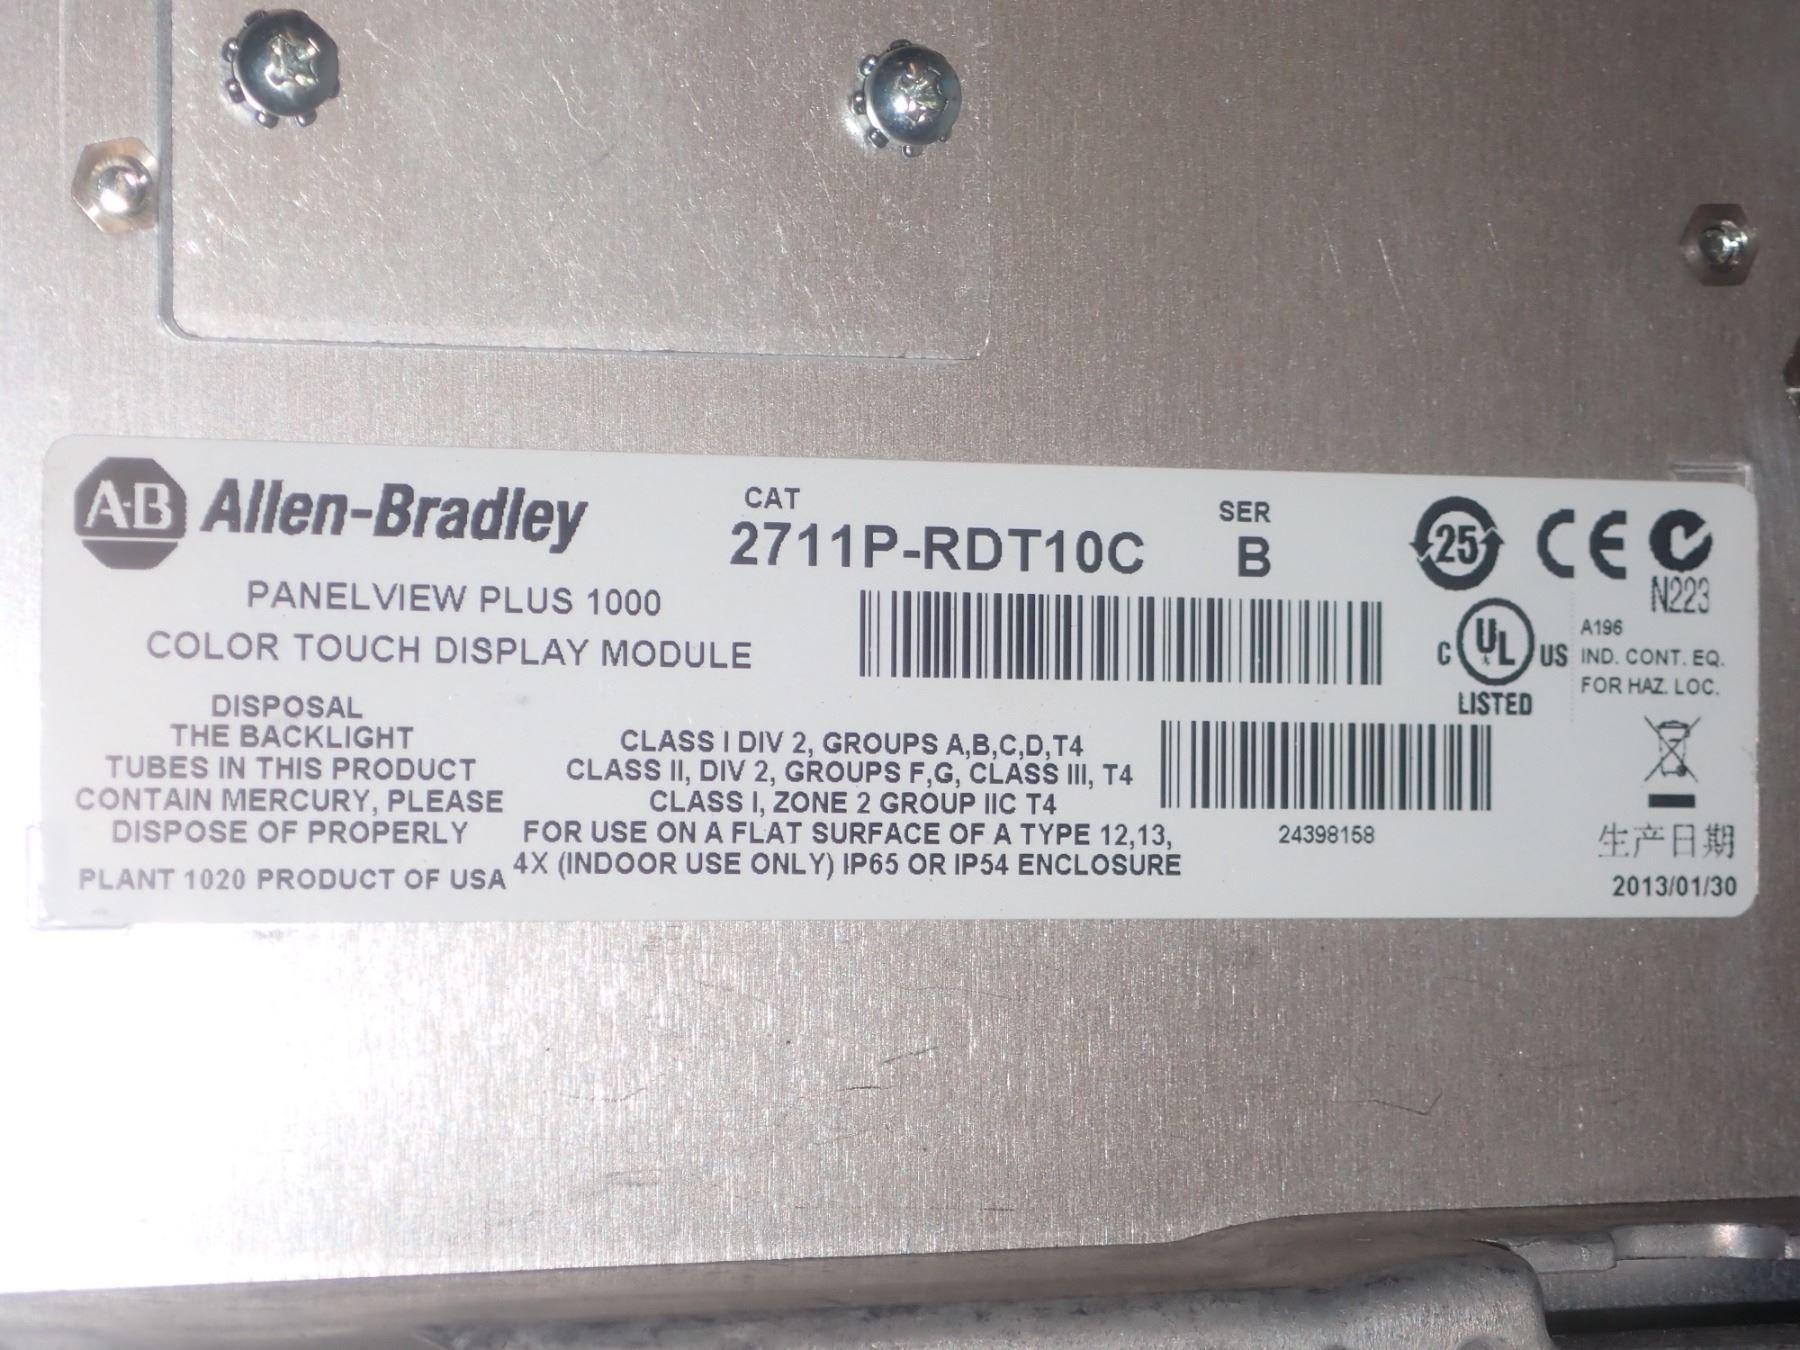 A-B Allen-Bradley
CAT
2711P-RDT10C
SER
B
PANELVIEW PLUS 1000
COLOR TOUCH DISPLAY MODULE
DISPOSAL
THE BACKLIGHT
TUBES IN THIS PRODUCT
CONTAIN MERCURY, PLEASE
DISPOSE OF PROPERLY
PLANT 1020 PRODUCT OF USA
CLASS I DIV 2, GROUPS A,B,C,D,T4
CLASS II, DIV 2, GROUPS F,G, CLASS III, T4
CLASS I, ZONE 2 GROUP IIC T4
FOR USE ON A FLAT SURFACE OF A TYPE 12,13,
4X (INDOOR USE ONLY) IP65 OR IP54 ENCLOSURE
24398158
25
CE
N223
C UL US
LISTED
A196
IND. CONT. EQ.
FOR HAZ. LOC.
生产日期
2013/01/30